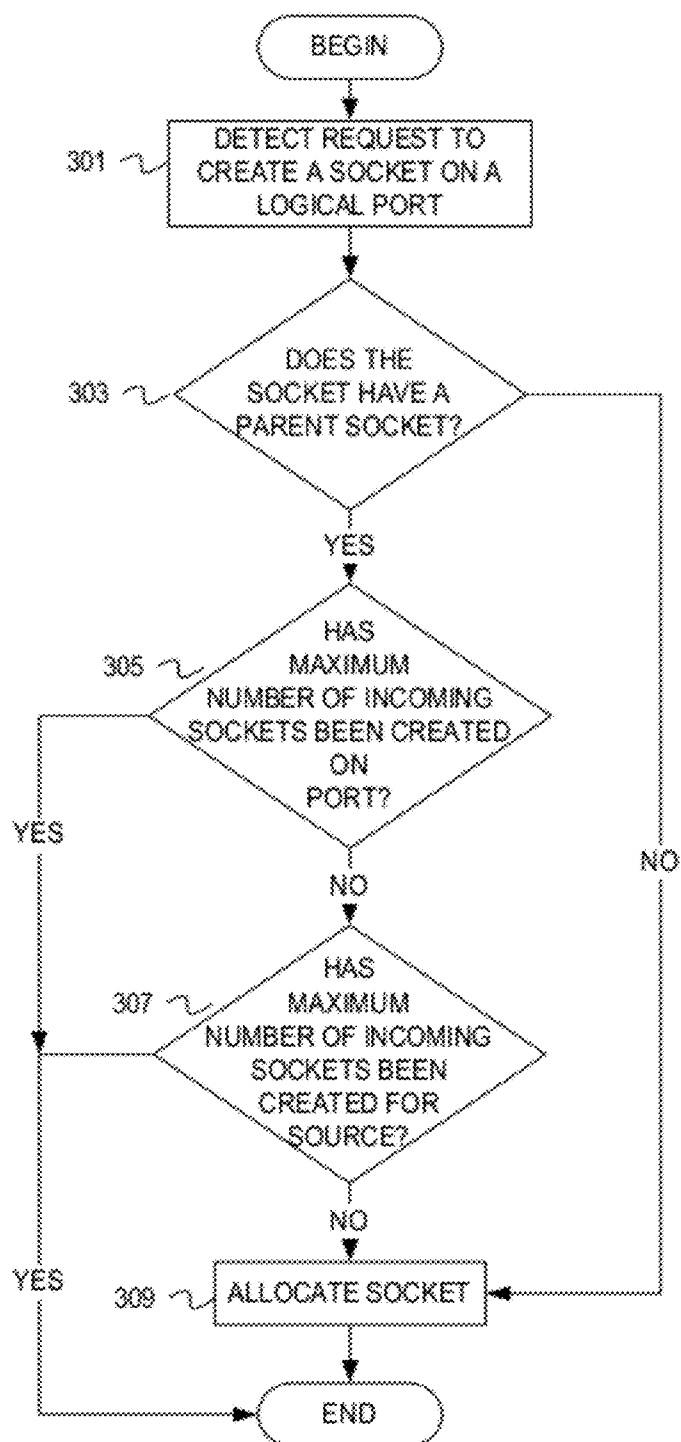 BEGIN
301
DETECT REQUEST TO
CREATE A SOCKET ON A
LOGICAL PORT
303
DOES THE
SOCKET HAVE A
PARENT SOCKET?
YES
305
HAS
MAXIMUM
NUMBER OF INCOMING
SOCKETS BEEN CREATED
ON
PORT?
YES
NO
NO
307
HAS
MAXIMUM
NUMBER OF INCOMING
SOCKETS BEEN
CREATED FOR
SOURCE?
NO
YES
309
ALLOCATE SOCKET
END